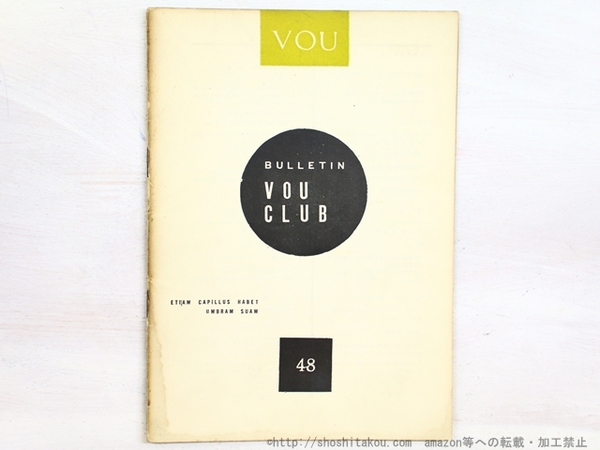 VOU
BULLETIN
VOU
CLUB
ETIAM CAPILLUS HABET
UMBRAM SUAM
48
©http://shoshitakou.com amazon等への転載・加工禁止